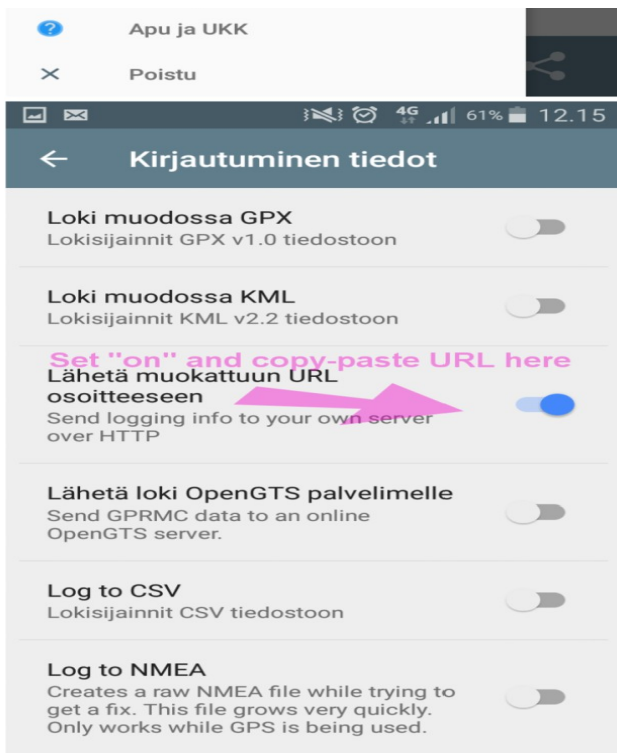 Apu ja UKK
Poistu
4G 61% 12.15
Kirjautuminen tiedot
Loki muodossa GPX
Lokisijainnit GPX v1.0 tiedostoon
Loki muodossa KML
Lokisijainnit KML v2.2 tiedostoon
Set "on" and copy-paste URL here
Lähetä muokattuun URL
osoitteeseen
Send logging info to your own server
over HTTP
Lähetä loki OpenGTS palvelimelle
Send GPRMC data to an online
OpenGTS server.
Log to CSV
Lokisijainnit CSV tiedostoon
Log to NMEA
Creates a raw NMEA file while trying to
get a fix. This file grows very quickly.
Only works while GPS is being used.